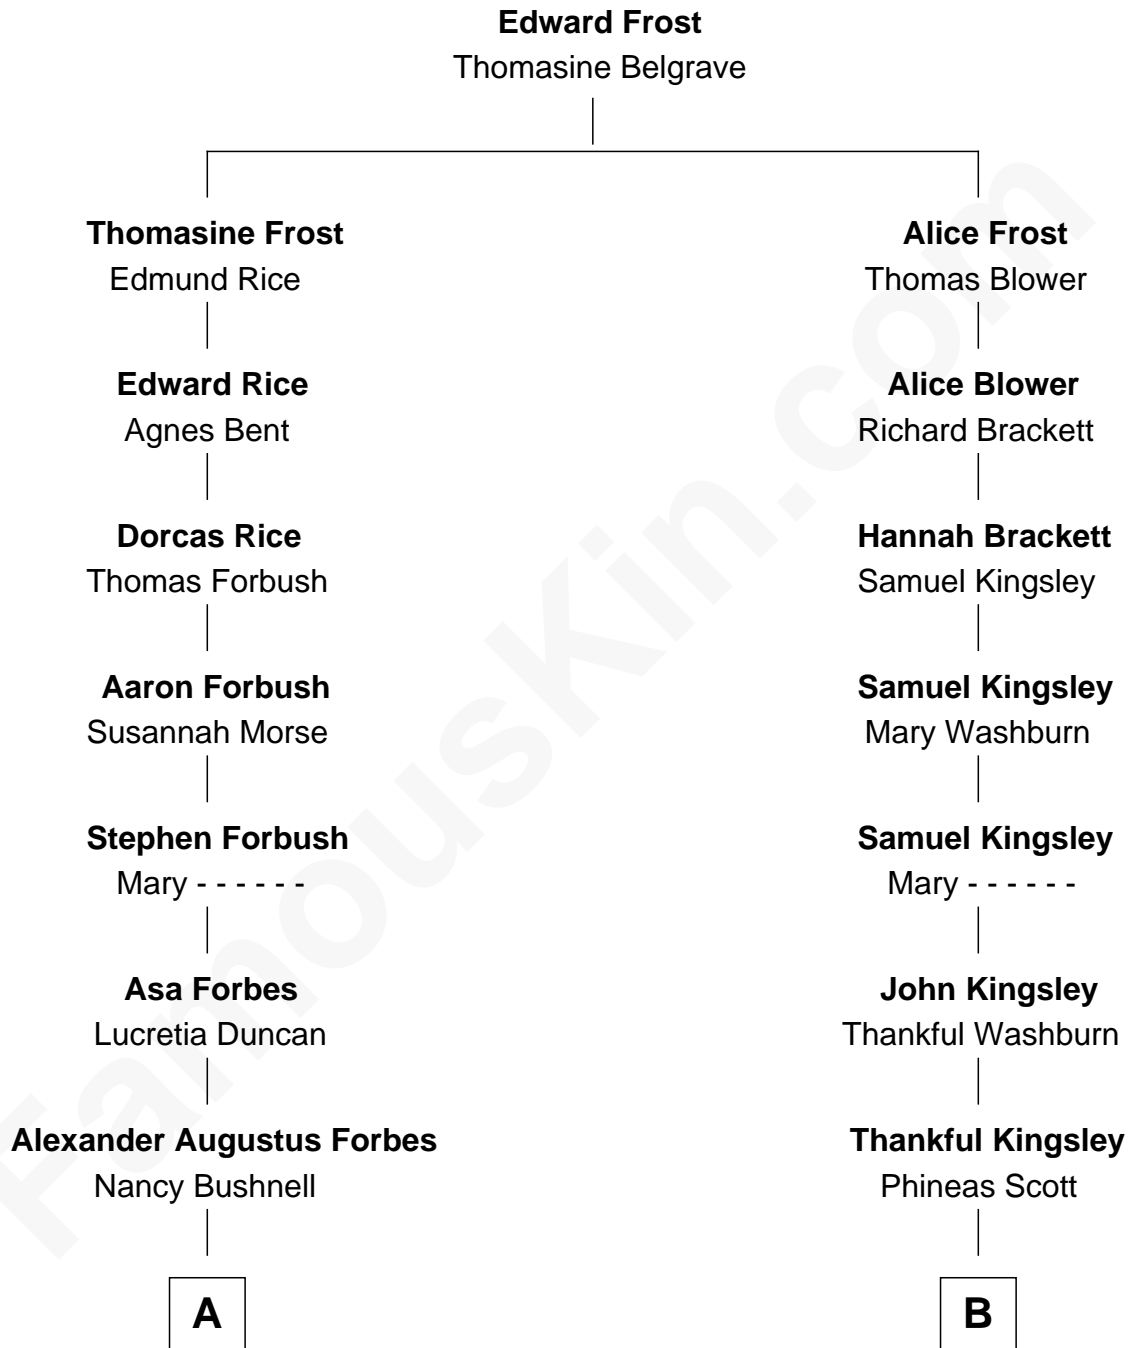 Edward Frost
Thomasine Belgrave
Thomasine Frost
Edmund Rice
Alice Frost
Thomas Blower
Edward Rice
Agnes Bent
Alice Blower
Richard Brackett
Dorcas Rice
Thomas Forbush
Hannah Brackett
Samuel Kingsley
Aaron Forbush
Susannah Morse
Samuel Kingsley
Mary Washburn
Stephen Forbush
Mary - - - - - -
Samuel Kingsley
Mary - - - - - -
Asa Forbes
Lucretia Duncan
John Kingsley
Thankful Washburn
Alexander Augustus Forbes
Nancy Bushnell
Thankful Kingsley
Phineas Scott
A
B
FamousKin.com